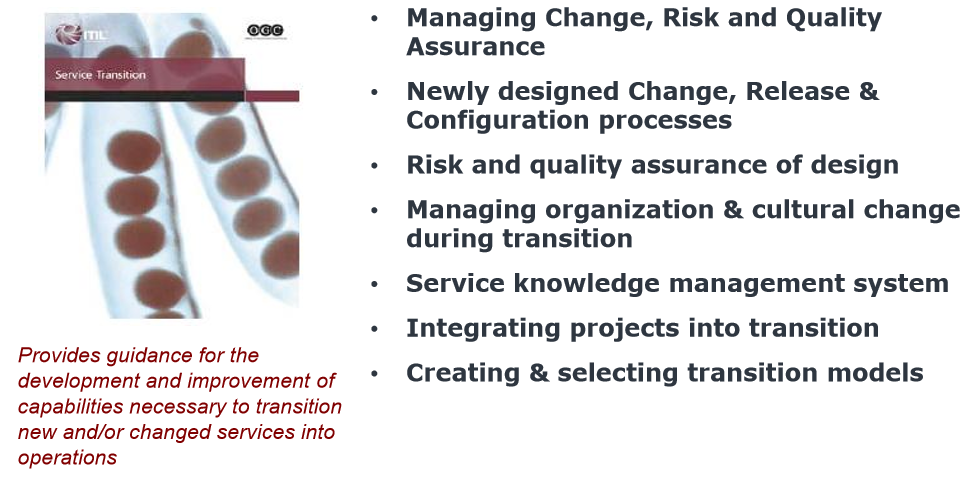 ITIL
OGC
Service Transition
Provides guidance for the
development and improvement of
capabilities necessary to transition
new and/or changed services into
operations
• Managing Change, Risk and Quality
Assurance
• Newly designed Change, Release &
Configuration processes
• Risk and quality assurance of design
• Managing organization & cultural change
during transition
• Service knowledge management system
• Integrating projects into transition
• Creating & selecting transition models